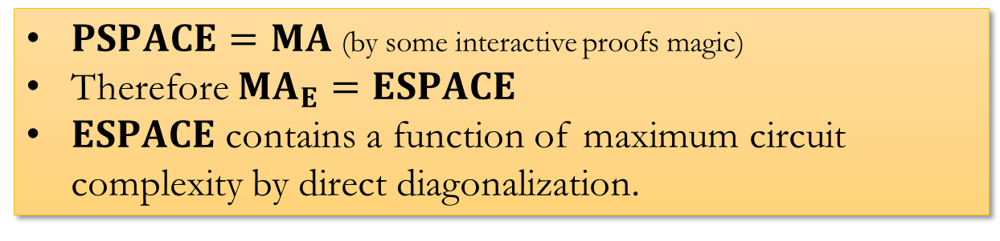 • PSPACE = MA (by some interactive proofs magic)
• Therefore MA_E = ESPACE
• ESPACE contains a function of maximum circuit
complexity by direct diagonalization.